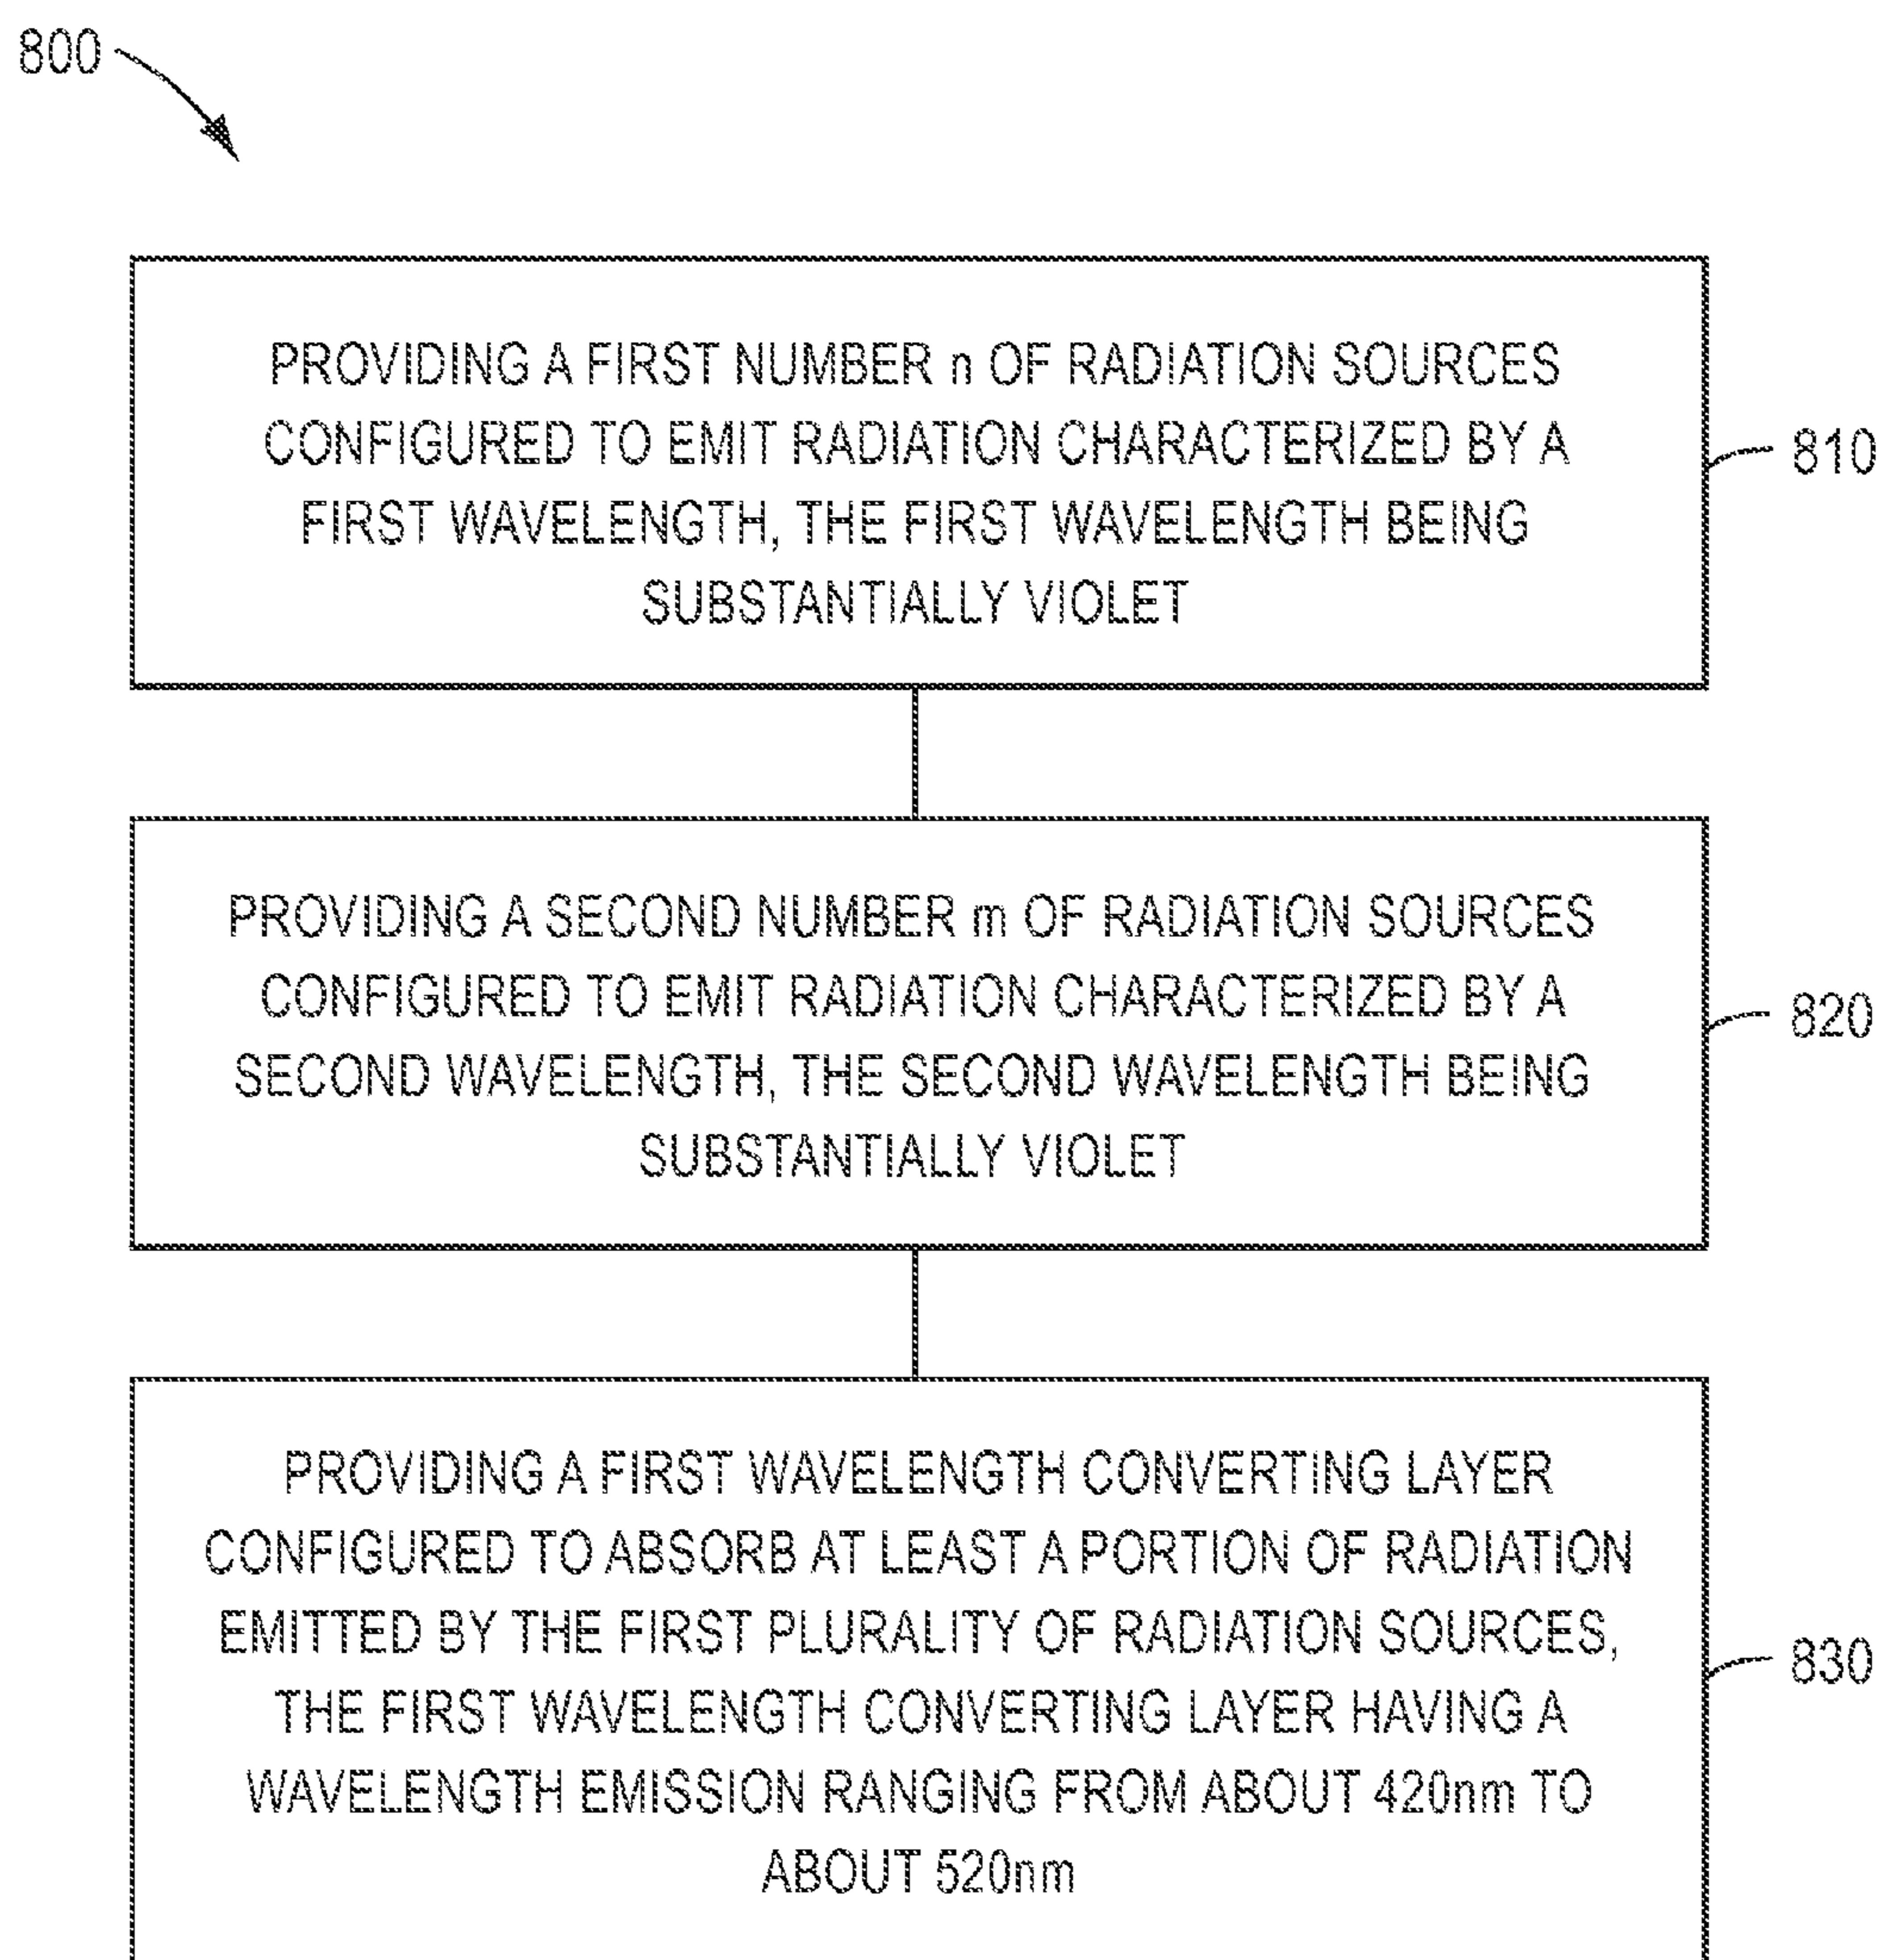 800
PROVIDING A FIRST NUMBER n OF RADIATION SOURCES
CONFIGURED TO EMIT RADIATION CHARACTERIZED BY A
FIRST WAVELENGTH, THE FIRST WAVELENGTH BEING
SUBSTANTIALLY VIOLET
810
PROVIDING A SECOND NUMBER m OF RADIATION SOURCES
CONFIGURED TO EMIT RADIATION CHARACTERIZED BY A
SECOND WAVELENGTH, THE SECOND WAVELENGTH BEING
SUBSTANTIALLY VIOLET
820
PROVIDING A FIRST WAVELENGTH CONVERTING LAYER
CONFIGURED TO ABSORB AT LEAST A PORTION OF RADIATION
EMITTED BY THE FIRST PLURALITY OF RADIATION SOURCES,
THE FIRST WAVELENGTH CONVERTING LAYER HAVING A
WAVELENGTH EMISSION RANGING FROM ABOUT 420nm TO
ABOUT 520nm
830